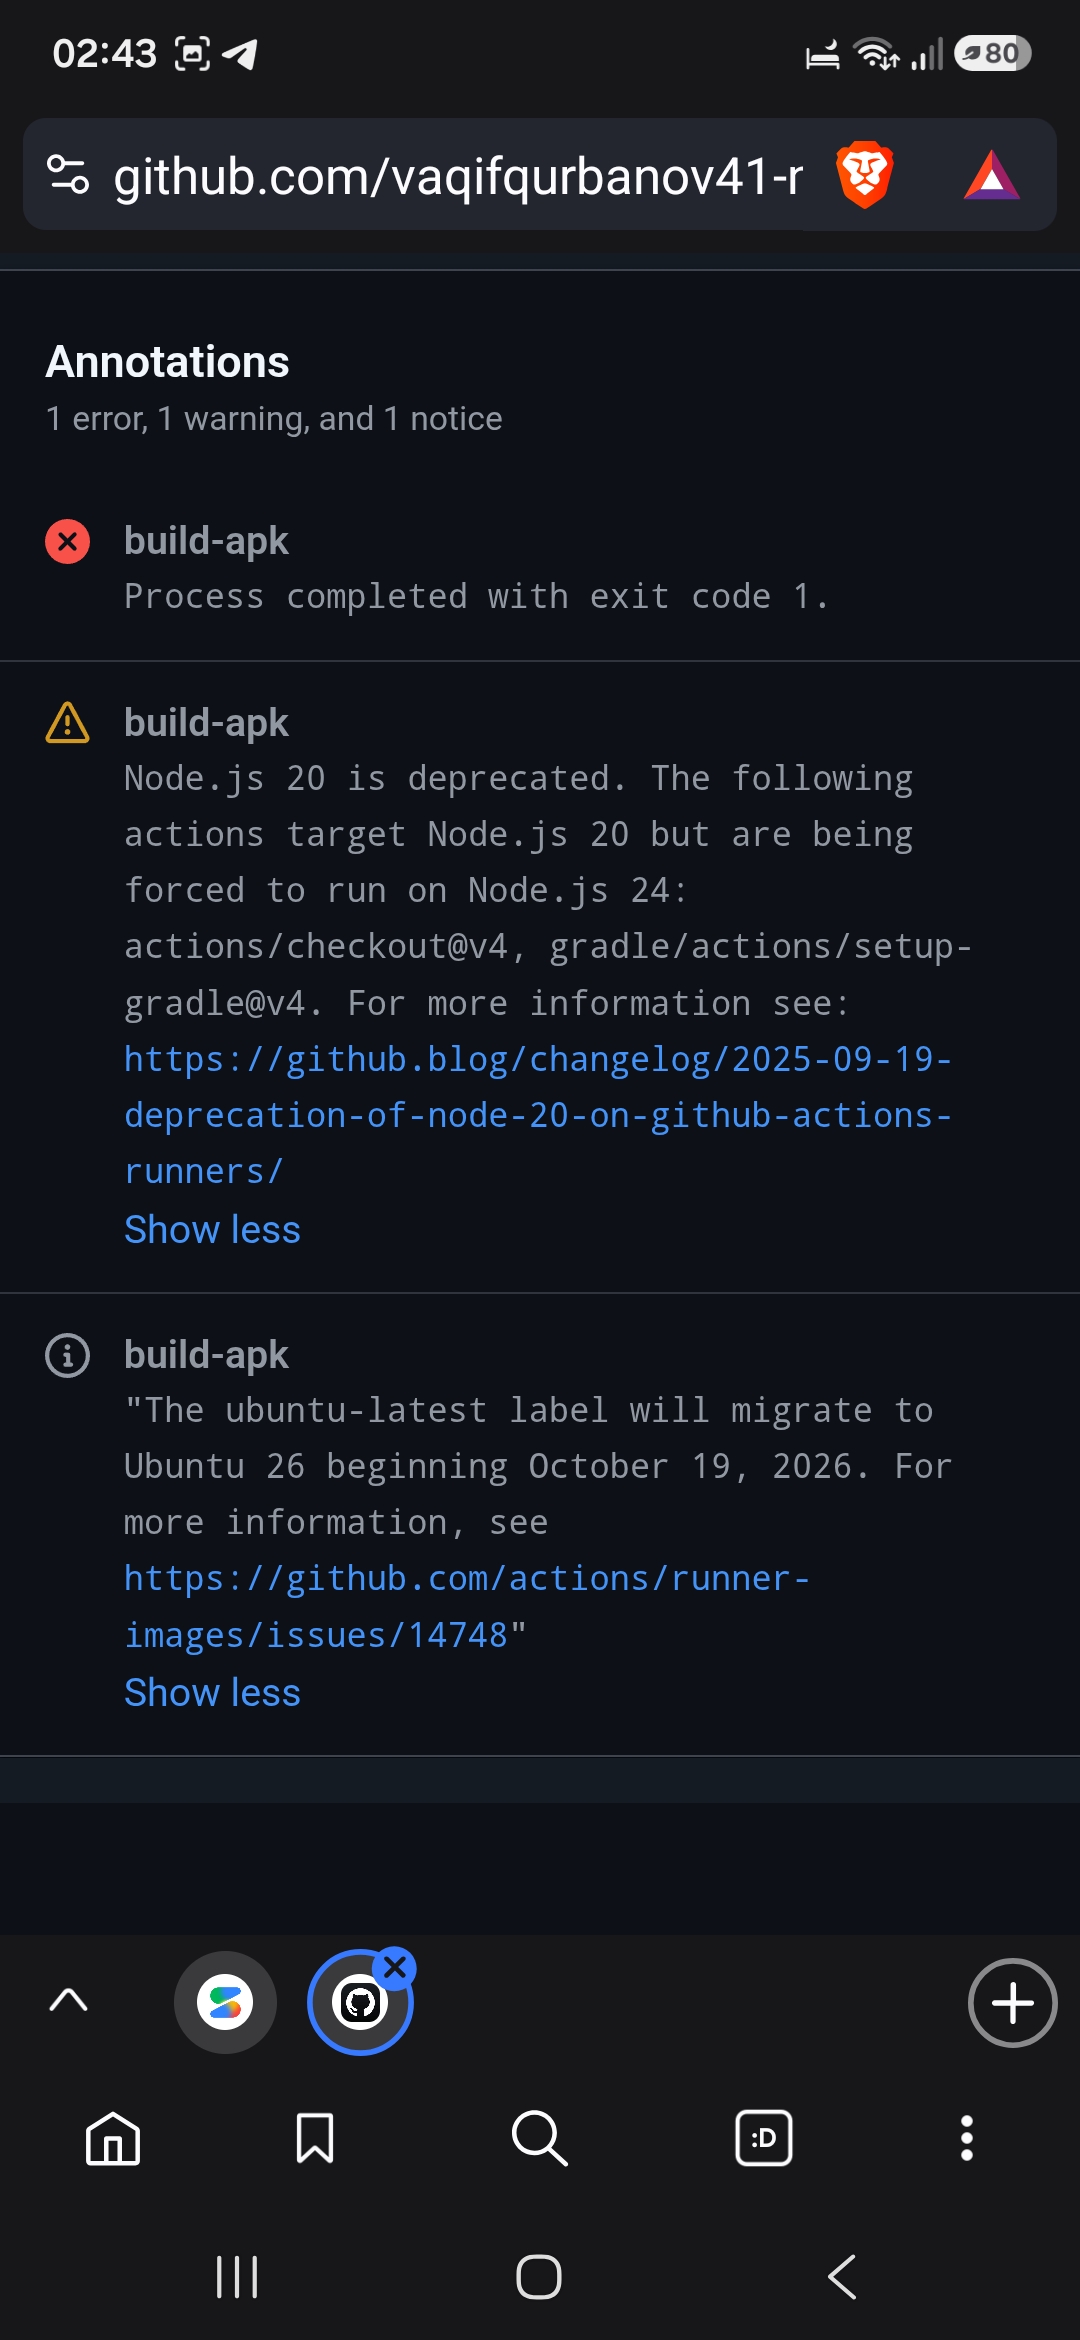 02:43
80
github.com/vaqifqurbanov41-r
Annotations
1 error, 1 warning, and 1 notice
build-apk
Process completed with exit code 1.
build-apk
Node.js 20 is deprecated. The following
actions target Node.js 20 but are being
forced to run on Node.js 24:
actions/checkout@v4, gradle/actions/setup-
gradle@v4. For more information see:
https://github.blog/changelog/2025-09-19-
deprecation-of-node-20-on-github-actions-
runners/
Show less
build-apk
"The ubuntu-latest label will migrate to
Ubuntu 26 beginning October 19, 2026. For
more information, see
https://github.com/actions/runner-
images/issues/14748"
Show less
:D